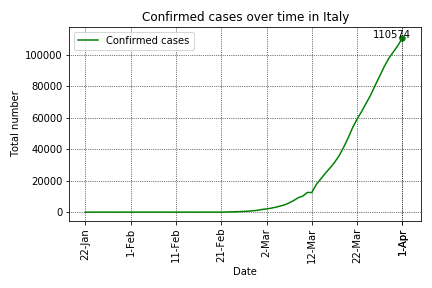 Confirmed cases over time in Italy
110574
Confirmed cases
Total number
100000
80000
60000
40000
20000
0
22-Jan
1-Feb
11-Feb
21-Feb
2-Mar
12-Mar
22-Mar
1-Apr
Date